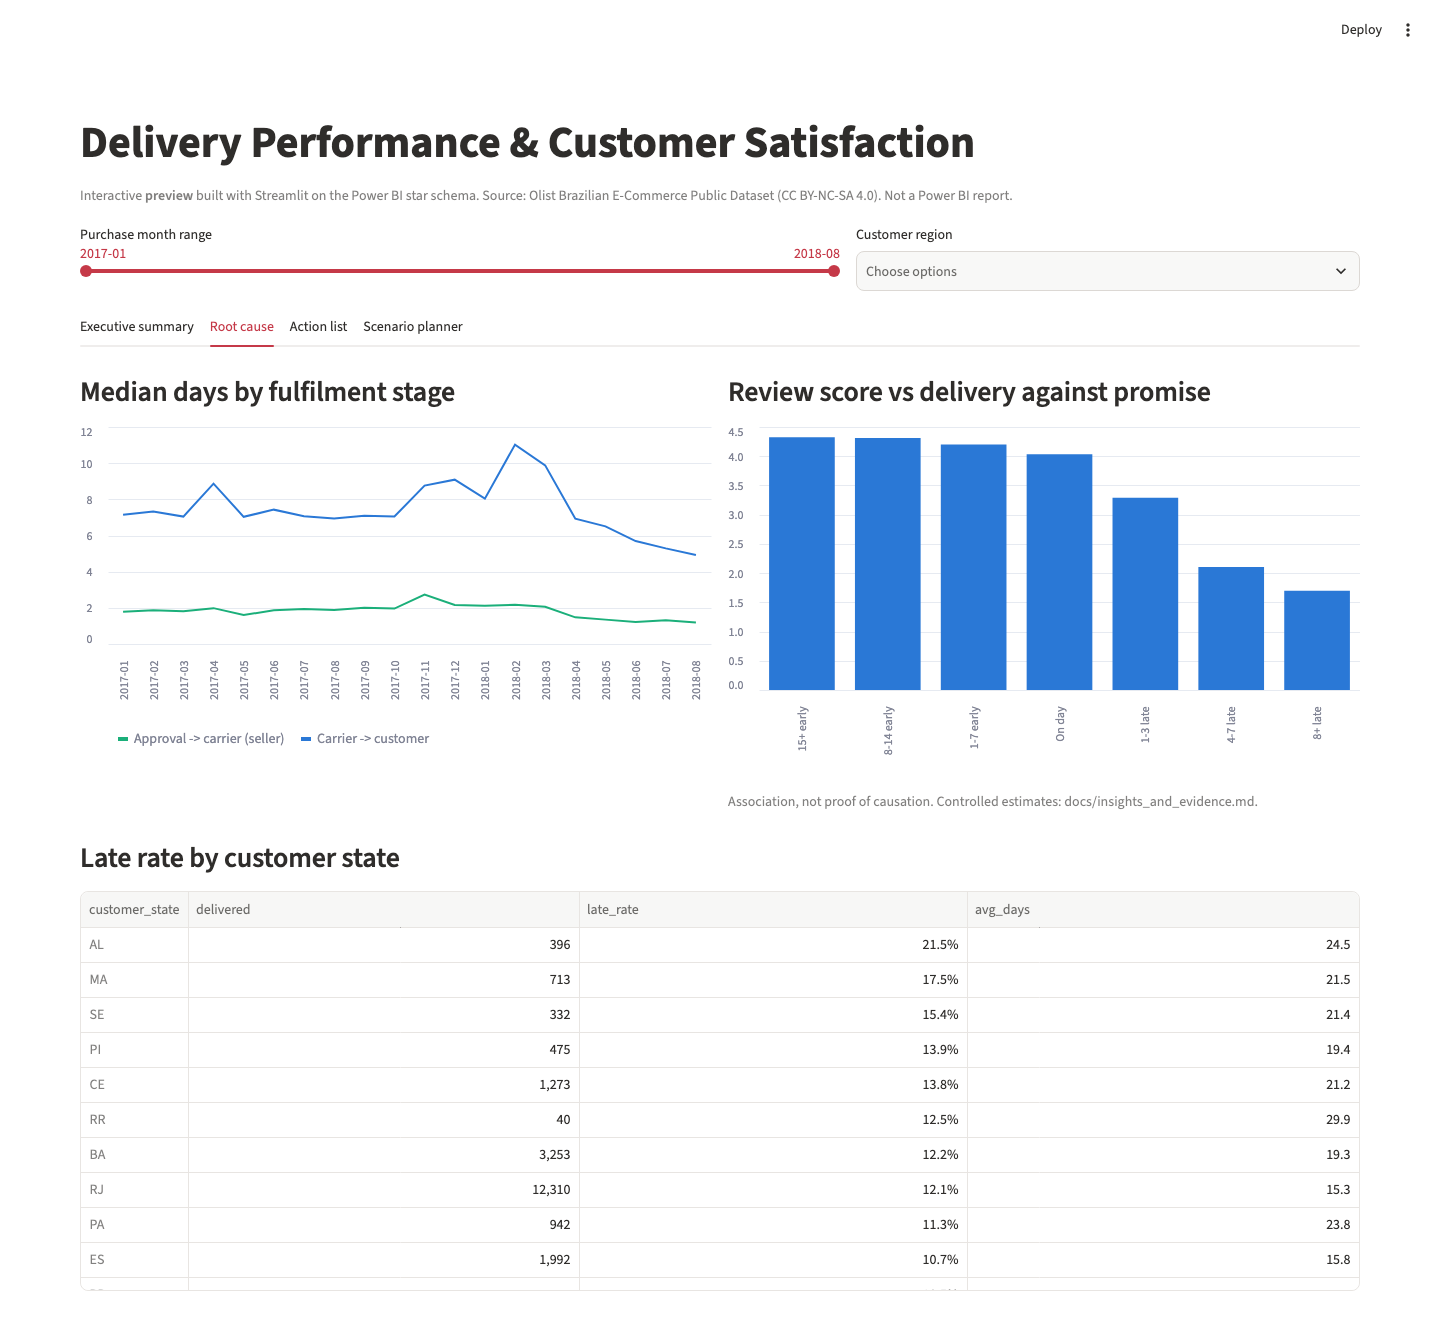 Deploy
Delivery Performance & Customer Satisfaction
Interactive preview built with Streamlit on the Power BI star schema. Source: Olist Brazilian E-Commerce Public Dataset (CC BY-NC-SA 4.0). Not a Power BI report.
Purchase month range
2017-01 2018-08
Customer region
Choose options
Executive summary Root cause Action list Scenario planner
Median days by fulfilment stage
12
10
8
6
4
2
0
2017-01 2017-02 2017-03 2017-04 2017-05 2017-06 2017-07 2017-08 2017-09 2017-10 2017-11 2017-12 2018-01 2018-02 2018-03 2018-04 2018-05 2018-06 2018-07 2018-08
Approval -> carrier (seller) Carrier -> customer
Review score vs delivery against promise
4.5
4.0
3.5
3.0
2.5
2.0
1.5
1.0
0.5
0.0
15+ early 8-14 early 1-7 early On day 1-3 late 4-7 late 8+ late
Association, not proof of causation. Controlled estimates: docs/insights_and_evidence.md.
Late rate by customer state
customer_state delivered late_rate avg_days
AL 396 21.5% 24.5
MA 713 17.5% 21.5
SE 332 15.4% 21.4
PI 475 13.9% 19.4
CE 1,273 13.8% 21.2
RR 40 12.5% 29.9
BA 3,253 12.2% 19.3
RJ 12,310 12.1% 15.3
PA 942 11.3% 23.8
ES 1,992 10.7% 15.8